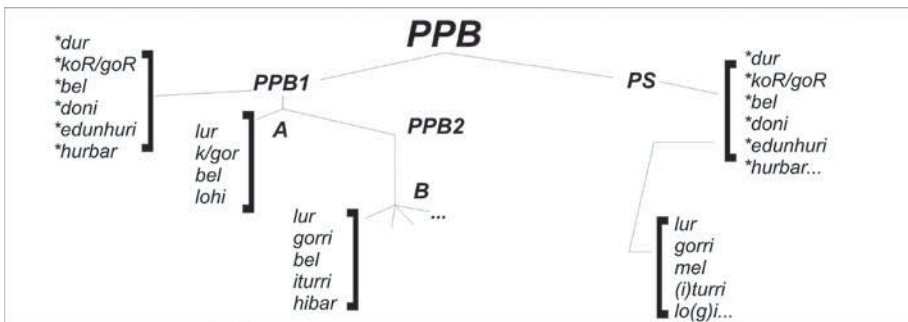 PPB
PPB1
PS
*dur
*koR/goR
*bel
*doni
*edunhuri
*hurbar
*dur
*koR/goR
*bel
*doni
*edunhuri
*hurbar...
A
PPB2
lur
k/gor
bel
lohi
B
...
lur
gorri
bel
iturri
hibar
lur
gorri
mel
(i)turri
lo(g)i...